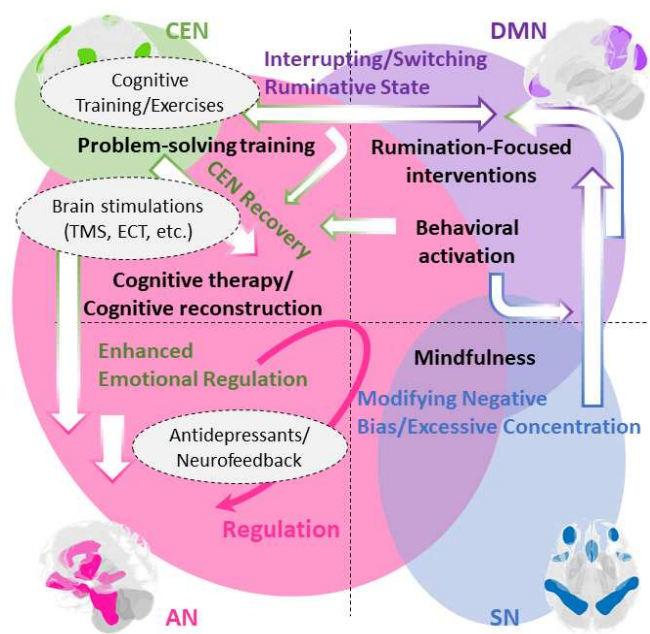 CEN
DMN
Interrupting/Switching
Ruminative State
Cognitive
Training/Exercises
Problem-solving training
Rumination-Focused
interventions
CEN Recovery
Brain stimulations
(TMS, ECT, etc.)
Behavioral
activation
Cognitive therapy/
Cognitive reconstruction
Enhanced
Emotional Regulation
Mindfulness
Modifying Negative
Bias/Excessive Concentration
Antidepressants/
Neurofeedback
Regulation
AN
SN